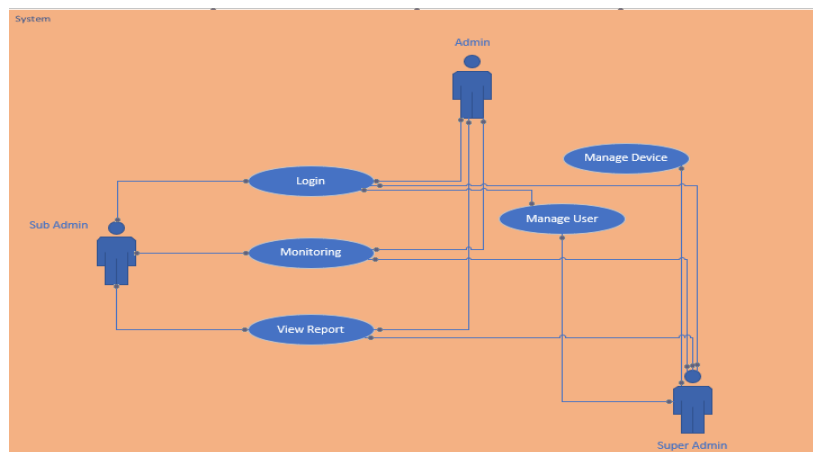 System
Admin
Manage Device
Login
Manage User
Sub Admin
Monitoring
View Report
Super Admin